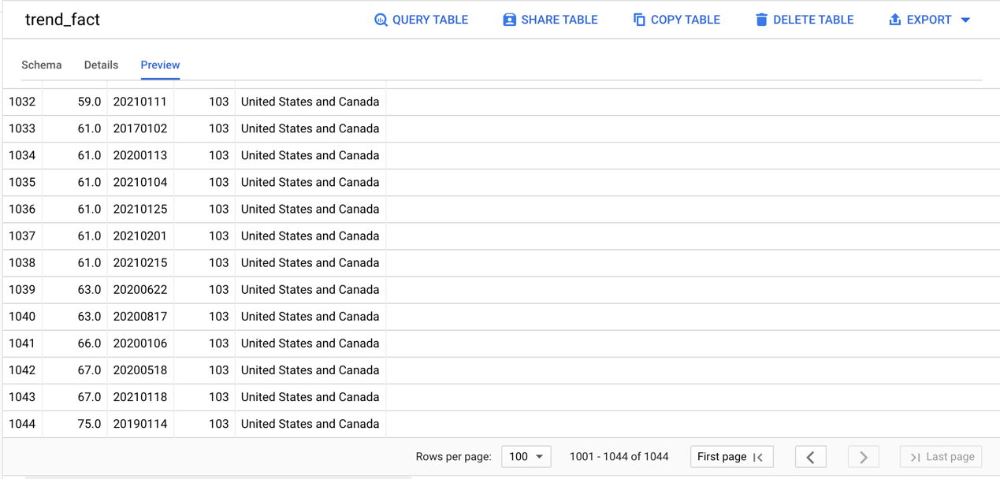 trend_fact QUERY TABLE SHARE TABLE COPY TABLE DELETE TABLE EXPORT
Schema Details Preview
1032 59.0 20210111 103 United States and Canada
1033 61.0 20170102 103 United States and Canada
1034 61.0 20200113 103 United States and Canada
1035 61.0 20210104 103 United States and Canada
1036 61.0 20210125 103 United States and Canada
1037 61.0 20210201 103 United States and Canada
1038 61.0 20210215 103 United States and Canada
1039 63.0 20200622 103 United States and Canada
1040 63.0 20200817 103 United States and Canada
1041 66.0 20200106 103 United States and Canada
1042 67.0 20200518 103 United States and Canada
1043 67.0 20210118 103 United States and Canada
1044 75.0 20190114 103 United States and Canada
Rows per page: 100 1001 - 1044 of 1044 First page Last page